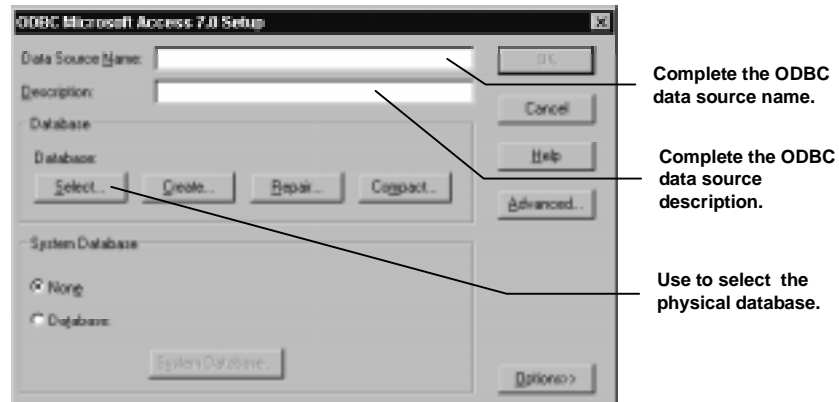 ODBC Microsoft Access 7.0 Setup
Data Source Name:
OK
Complete the ODBC
data source name.
Description:
Cancel
Database
Database:
Help
Complete the ODBC
data source
description.
Select...
Create...
Repair...
Compact...
Advanced...
System Database
None
Use to select the
physical database.
Database:
System Database...
Options>>